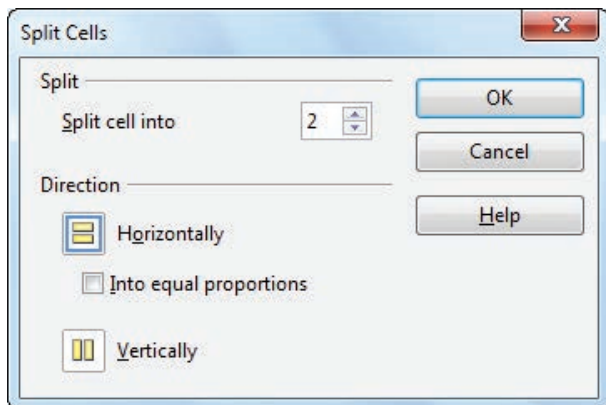 Split Cells
Split
Split cell into 2
Direction
Horizontally
Into equal proportions
Vertically
OK
Cancel
Help